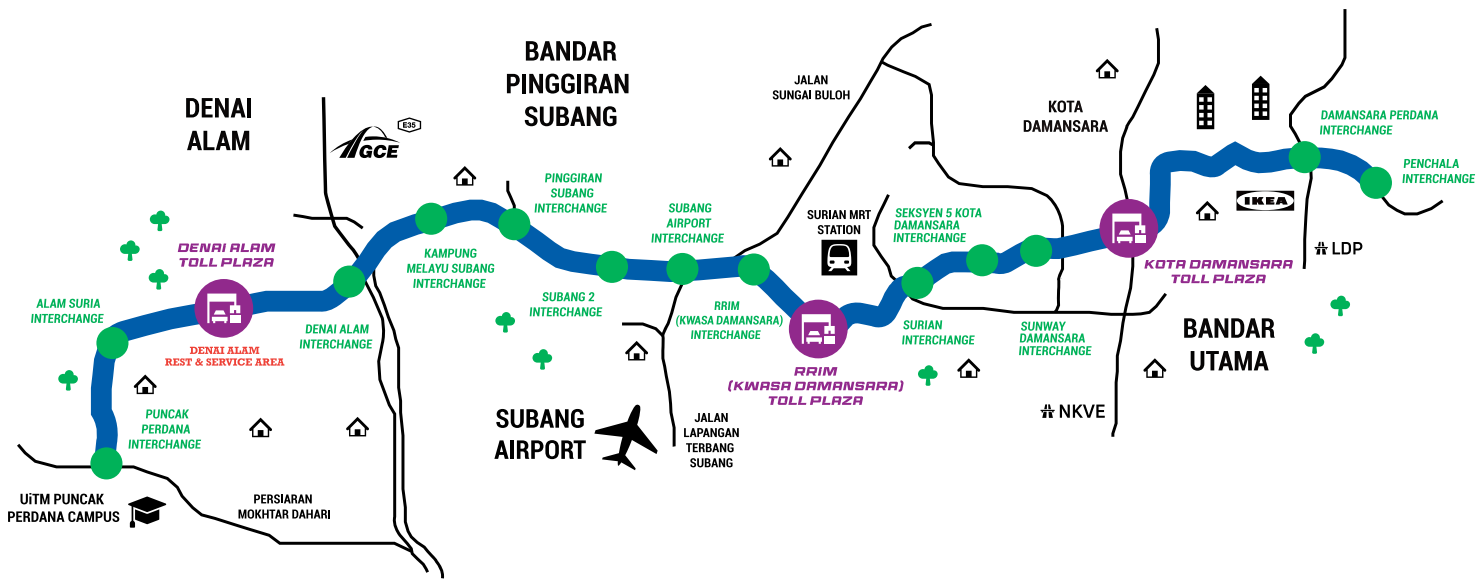 DENAI
ALAM
BANDAR
PINGGIRAN
SUBANG
GCE
E35
JALAN
SUNGAI BULOH
KOTA
DAMANSARA
DAMANSARA PERDANA
INTERCHANGE
PENCHALA
INTERCHANGE
IKEA
LDP
PINGGIRAN
SUBANG
INTERCHANGE
SUBANG
AIRPORT
INTERCHANGE
SURIAN MRT
STATION
SEKSYEN 5 KOTA
DAMANSARA
INTERCHANGE
KOTA DAMANSARA
TOLL PLAZA
DENAI ALAM
TOLL PLAZA
KAMPUNG
MELAYU SUBANG
INTERCHANGE
ALAM SURIA
INTERCHANGE
DENAI ALAM
INTERCHANGE
SUBANG 2
INTERCHANGE
RRIM
(KWASA DAMANSARA)
INTERCHANGE
SURIAN
INTERCHANGE
SUNWAY
DAMANSARA
INTERCHANGE
BANDAR
UTAMA
DENAI ALAM
REST & SERVICE AREA
RRIM
(KWASA DAMANSARA)
TOLL PLAZA
NKVE
PUNCAK
PERDANA
INTERCHANGE
SUBANG
AIRPORT
JALAN
LAPANGAN
TERBANG
SUBANG
UiTM PUNCAK
PERDANA CAMPUS
PERSIARAN
MOKHTAR DAHARI